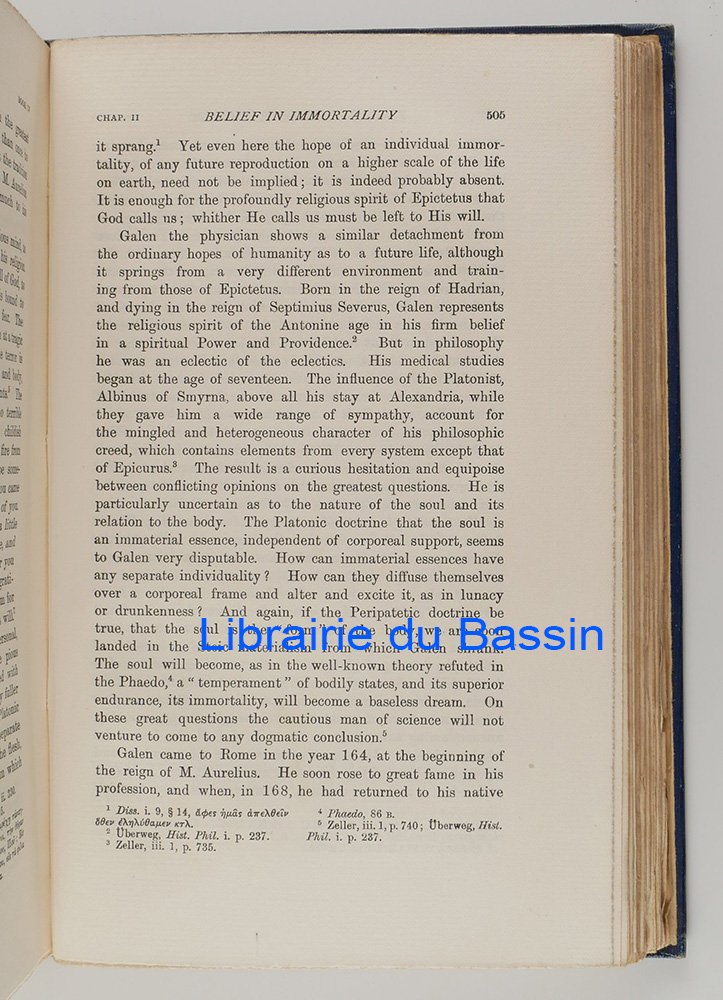 CHAP. II BELIEF IN IMMORTALITY 505
it sprang.¹ Yet even here the hope of an individual immor-
tality, of any future reproduction on a higher scale of the life
on earth, need not be implied; it is indeed probably absent.
It is enough for the profoundly religious spirit of Epictetus that
God calls us; whither He calls us must be left to His will.
Galen the physician shows a similar detachment from
the ordinary hopes of humanity as to a future life, although
it springs from a very different environment and train-
ing from those of Epictetus. Born in the reign of Hadrian,
and dying in the reign of Septimius Severus, Galen represents
the religious spirit of the Antonine age in his firm belief
in a spiritual Power and Providence.² But in philosophy
he was an eclectic of the eclectics. His medical studies
began at the age of seventeen. The influence of the Platonist,
Albinus of Smyrna, above all his stay at Alexandria, while
they gave him a wide range of sympathy, account for
the mingled and heterogeneous character of his philosophic
creed, which contains elements from every system except that
of Epicurus.³ The result is a curious hesitation and equipoise
between conflicting opinions on the greatest questions. He is
particularly uncertain as to the nature of the soul and its
relation to the body. The Platonic doctrine that the soul is
an immaterial essence, independent of corporeal support, seems
to Galen very disputable. How can immaterial essences have
any separate individuality? How can they diffuse themselves
over a corporeal frame and alter and excite it, as in lunacy
or drunkenness? And again, if the Peripatetic doctrine be
true, that the soul is the "form" of the body, we are soon
landed in the Stoic materialism from which Galen shrank.
Librairie du Bassin
The soul will become, as in the well-known theory refuted in
the Phaedo,⁴ a "temperament" of bodily states, and its superior
endurance, its immortality, will become a baseless dream. On
these great questions the cautious man of science will not
venture to come to any dogmatic conclusion.⁵
Galen came to Rome in the year 164, at the beginning of
the reign of M. Aurelius. He soon rose to great fame in his
profession, and when, in 168, he had returned to his native
¹ Diss. i. 9, § 14, ἄφες ἡμᾶς ἀπελθεῖν
ὅθεν ἐληλύθαμεν κτλ.
² Überweg, Hist. Phil. i. p. 237.
³ Zeller, iii. 1, p. 735.
⁴ Phaedo, 86 B.
⁵ Zeller, iii. 1, p. 740; Überweg, Hist.
Phil. i. p. 237.